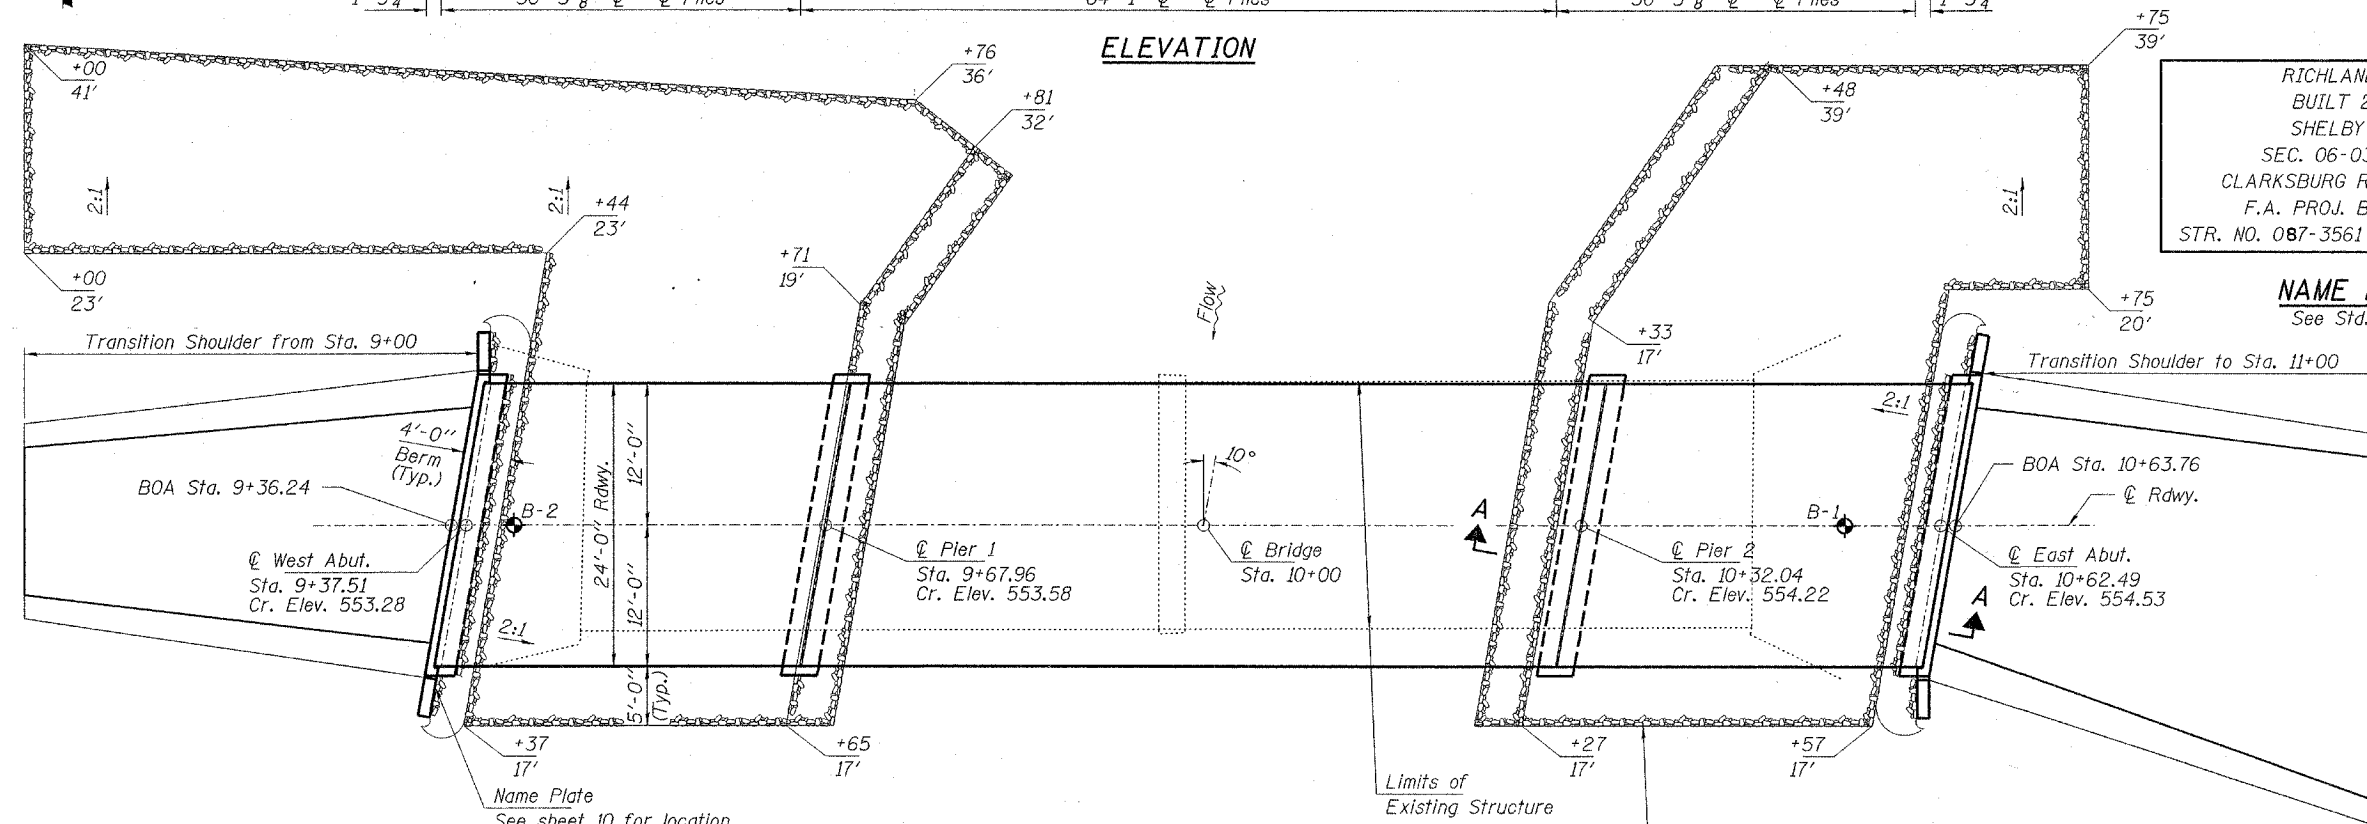 ELEVATION
+00
41'
+76
36'
+81
32'
+48
39'
+75
39'
RICHLAN
BUILT 2
SHELBY
SEC. 06-03
CLARKSBURG R
F.A. PROJ. B
STR. NO. 087-3561
NAME
See Std.
2:1
2:1
2:1
+44
23'
+00
23'
+71
19'
Flow
+33
17'
+75
20'
Transition Shoulder from Sta. 9+00
Transition Shoulder to Sta. 11+00
4'-0"
Berm
(Typ.)
24'-0" Rdwy.
12'-0"
12'-0"
5'-0"
(Typ.)
10°
2:1
2:1
BOA Sta. 9+36.24
B-2
A
B-1
BOA Sta. 10+63.76
℄ Rdwy.
℄ West Abut.
Sta. 9+37.51
Cr. Elev. 553.28
℄ Pier 1
Sta. 9+67.96
Cr. Elev. 553.58
℄ Bridge
Sta. 10+00
℄ Pier 2
Sta. 10+32.04
Cr. Elev. 554.22
℄ East Abut.
Sta. 10+62.49
Cr. Elev. 554.53
A
+37
17'
+65
17'
+27
17'
+57
17'
Name Plate
See sheet 10 for location
Limits of
Existing Structure